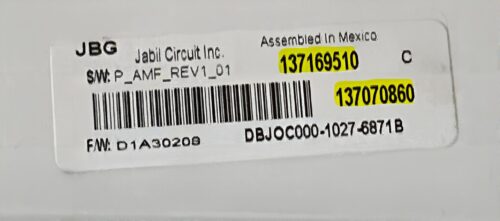 JBG Jabil Circuit Inc. Assembled In Mexico
S/W: P_AMF_REV1_01 137169510 C
137070860
F/W: D1A30208 DBJOC000-1027-6871B